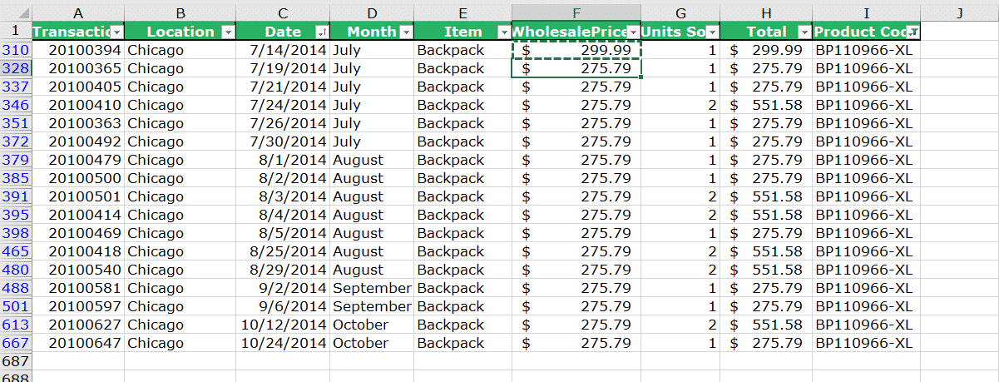 A B C D E F G H I J
1 Transactic Location Date Month Item WholesalePrice Units So Total Product Cod
310 20100394 Chicago 7/14/2014 July Backpack $ 299.99 1 $ 299.99 BP110966-XL
328 20100365 Chicago 7/19/2014 July Backpack $ 275.79 1 $ 275.79 BP110966-XL
337 20100405 Chicago 7/21/2014 July Backpack $ 275.79 1 $ 275.79 BP110966-XL
346 20100410 Chicago 7/24/2014 July Backpack $ 275.79 2 $ 551.58 BP110966-XL
351 20100363 Chicago 7/26/2014 July Backpack $ 275.79 1 $ 275.79 BP110966-XL
372 20100492 Chicago 7/30/2014 July Backpack $ 275.79 1 $ 275.79 BP110966-XL
379 20100479 Chicago 8/1/2014 August Backpack $ 275.79 1 $ 275.79 BP110966-XL
385 20100500 Chicago 8/2/2014 August Backpack $ 275.79 1 $ 275.79 BP110966-XL
391 20100501 Chicago 8/3/2014 August Backpack $ 275.79 2 $ 551.58 BP110966-XL
395 20100414 Chicago 8/4/2014 August Backpack $ 275.79 2 $ 551.58 BP110966-XL
398 20100469 Chicago 8/5/2014 August Backpack $ 275.79 1 $ 275.79 BP110966-XL
465 20100418 Chicago 8/25/2014 August Backpack $ 275.79 2 $ 551.58 BP110966-XL
480 20100540 Chicago 8/29/2014 August Backpack $ 275.79 2 $ 551.58 BP110966-XL
488 20100581 Chicago 9/2/2014 September Backpack $ 275.79 1 $ 275.79 BP110966-XL
501 20100597 Chicago 9/6/2014 September Backpack $ 275.79 1 $ 275.79 BP110966-XL
613 20100627 Chicago 10/12/2014 October Backpack $ 275.79 2 $ 551.58 BP110966-XL
667 20100647 Chicago 10/24/2014 October Backpack $ 275.79 1 $ 275.79 BP110966-XL
687
688